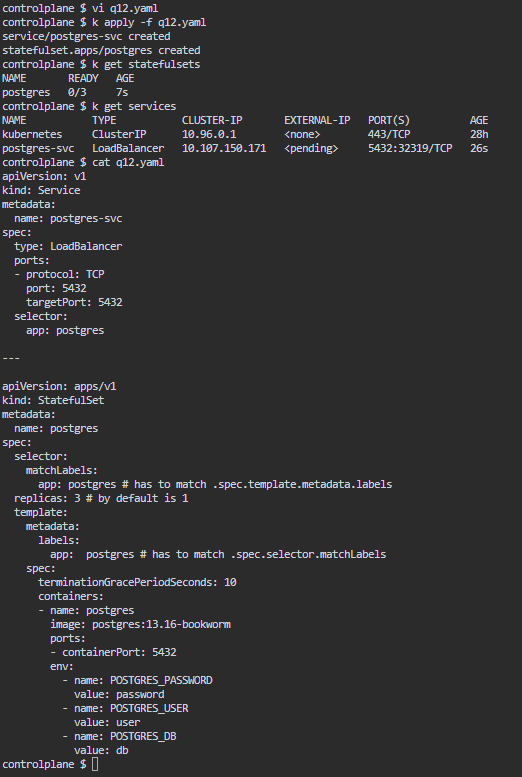 controlplane $ vi q12.yaml
controlplane $ k apply -f q12.yaml
service/postgres-svc created
statefulset.apps/postgres created
controlplane $ k get statefulsets
NAME       READY   AGE
postgres   0/3     7s
controlplane $ k get services
NAME           TYPE           CLUSTER-IP       EXTERNAL-IP   PORT(S)          AGE
kubernetes     ClusterIP      10.96.0.1        <none>        443/TCP          28h
postgres-svc   LoadBalancer   10.107.150.171   <pending>     5432:32319/TCP   26s
controlplane $ cat q12.yaml
apiVersion: v1
kind: Service
metadata:
  name: postgres-svc
spec:
  type: LoadBalancer
  ports:
  - protocol: TCP
    port: 5432
    targetPort: 5432
  selector:
    app: postgres

---

apiVersion: apps/v1
kind: StatefulSet
metadata:
  name: postgres
spec:
  selector:
    matchLabels:
      app: postgres # has to match .spec.template.metadata.labels
  replicas: 3 # by default is 1
  template:
    metadata:
      labels:
        app:  postgres # has to match .spec.selector.matchLabels
    spec:
      terminationGracePeriodSeconds: 10
      containers:
      - name: postgres
        image: postgres:13.16-bookworm
        ports:
        - containerPort: 5432
        env:
          - name: POSTGRES_PASSWORD
            value: password
          - name: POSTGRES_USER
            value: user
          - name: POSTGRES_DB
            value: db
controlplane $